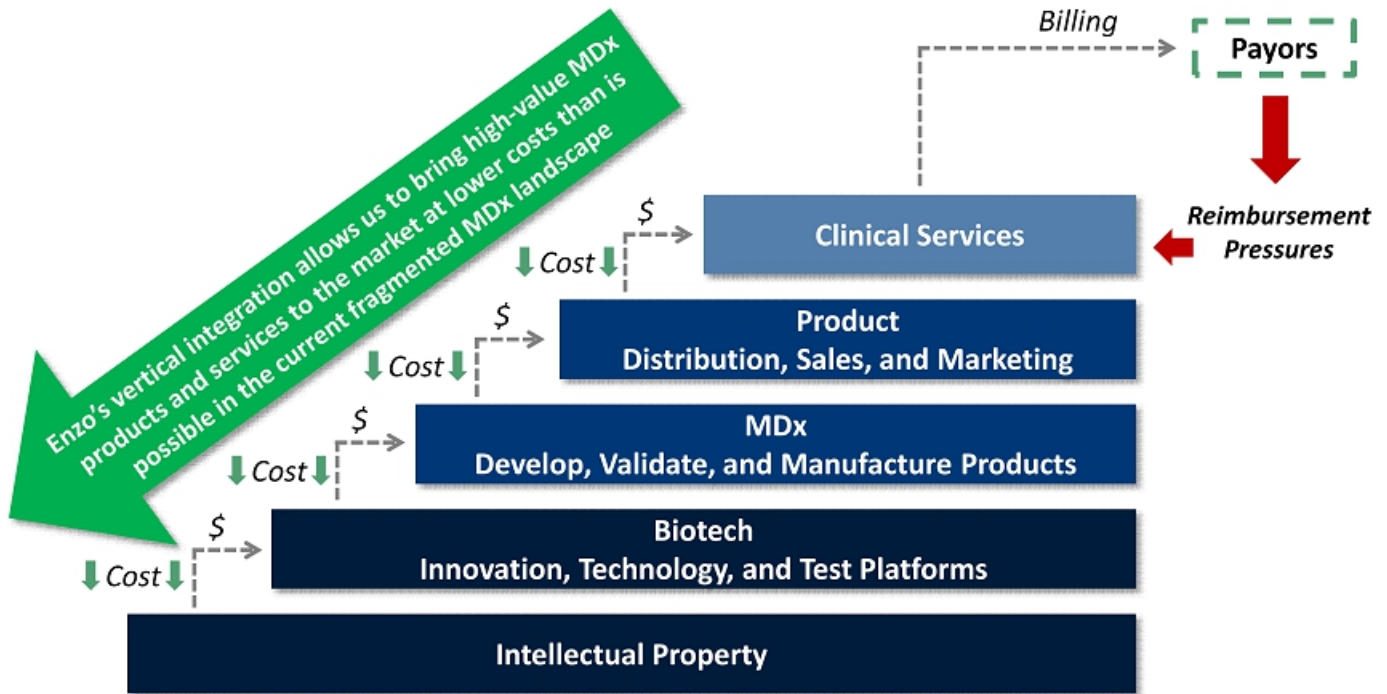 Billing
Payors
Enzo's vertical integration allows us to bring high-value MDx
products and services to the market at lower costs than is
possible in the current fragmented MDx landscape
Reimbursement
Pressures
$
Clinical Services
Cost
$
Product
Distribution, Sales, and Marketing
Cost
$
MDx
Develop, Validate, and Manufacture Products
Cost
$
Biotech
Innovation, Technology, and Test Platforms
Cost
Intellectual Property